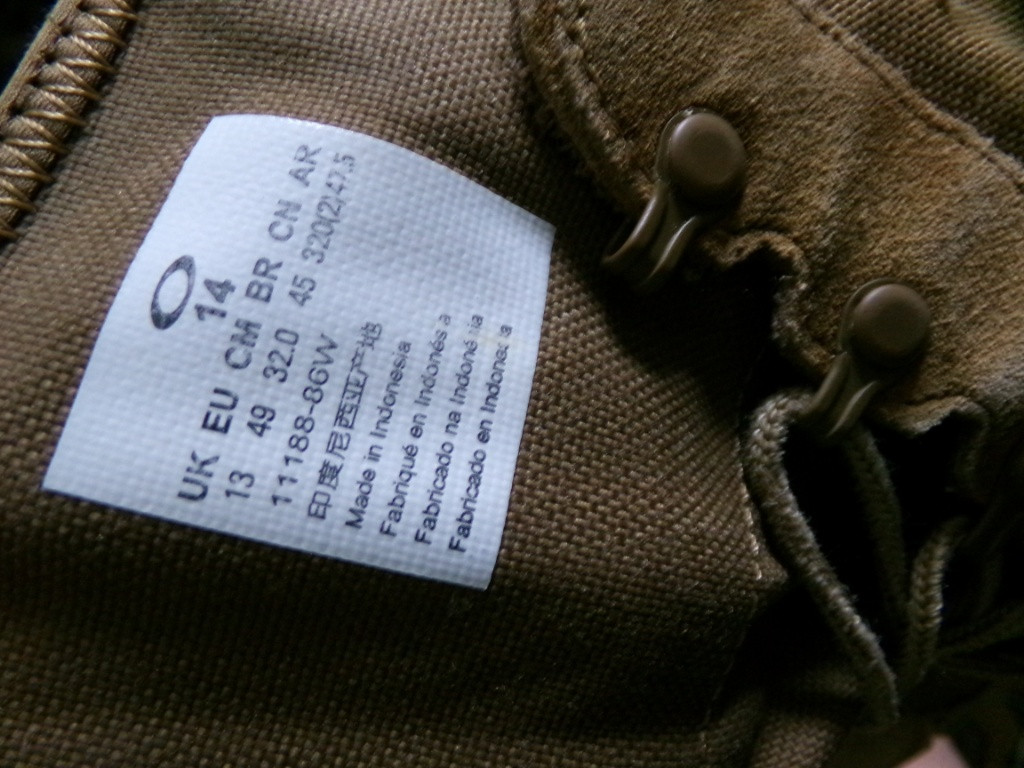 14
UK EU CM BR CN AR
13 49 32.0 45 320(2) 47.5
11188-86W
印度尼西亚产地
Made in Indonesia
Fabriqué en Indonésia
Fabricado na Indonésia
Fabricado en Indonesia